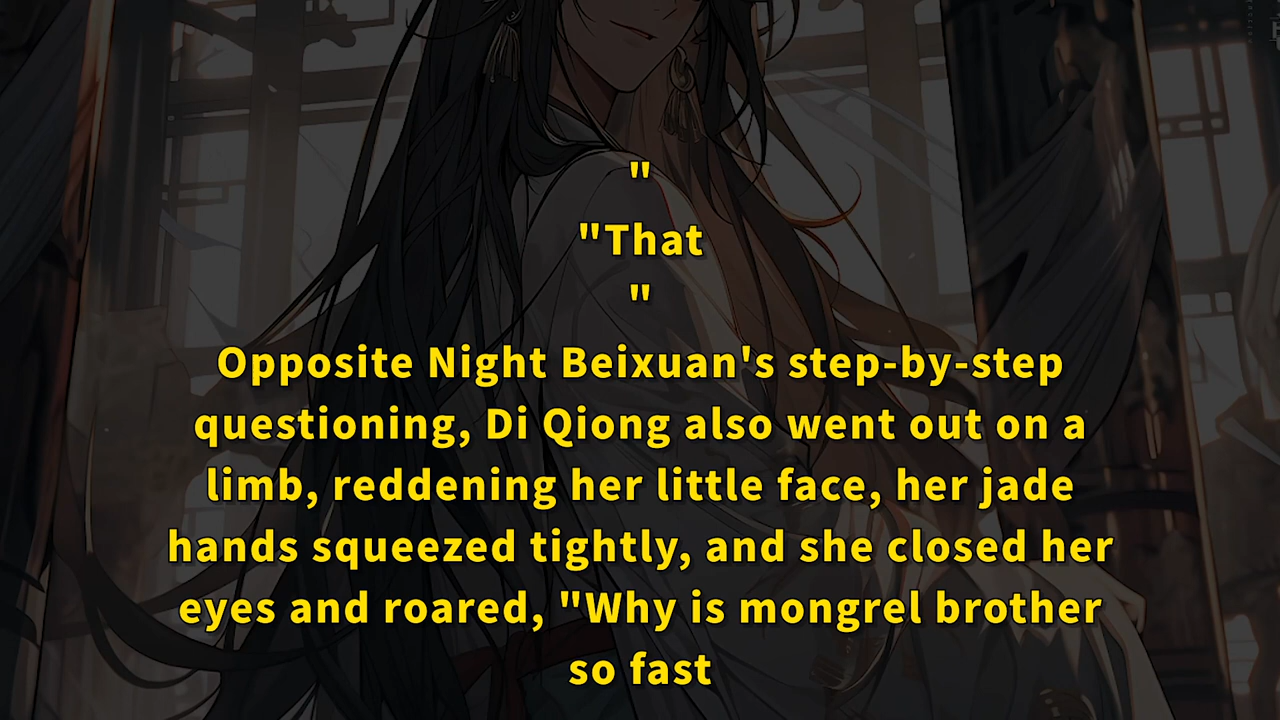 "
"That
"
Opposite Night Beixuan's step-by-step
questioning, Di Qiong also went out on a
limb, reddening her little face, her jade
hands squeezed tightly, and she closed her
eyes and roared, "Why is mongrel brother
so fast